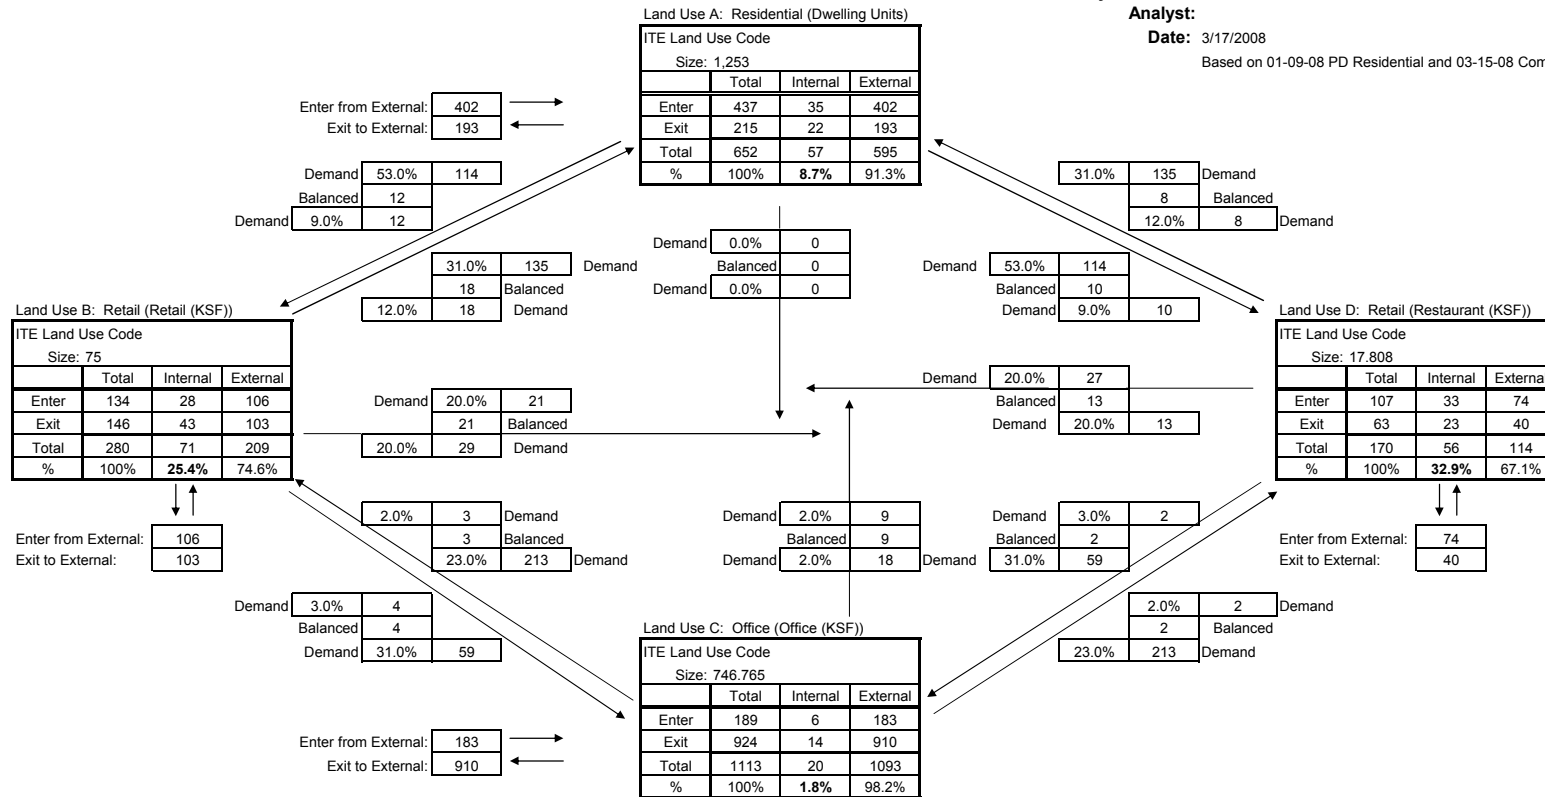 Land Use A: Residential (Dwelling Units)
Analyst:
Date: 3/17/2008
Based on 01-09-08 PD Residential and 03-15-08 Com
ITE Land Use Code
Size: 1,253
Total Internal External
Enter 437 35 402
Exit 215 22 193
Total 652 57 595
% 100% 8.7% 91.3%
Enter from External: 402
Exit to External: 193
Demand 53.0% 114
Balanced 12
Demand 9.0% 12
31.0% 135 Demand
8 Balanced
12.0% 8 Demand
31.0% 135 Demand
18 Balanced
12.0% 18 Demand
Demand 0.0% 0
Balanced 0
Demand 0.0% 0
Demand 53.0% 114
Balanced 10
Demand 9.0% 10
Land Use B: Retail (Retail (KSF))
ITE Land Use Code
Size: 75
Total Internal External
Enter 134 28 106
Exit 146 43 103
Total 280 71 209
% 100% 25.4% 74.6%
Enter from External: 106
Exit to External: 103
Demand 20.0% 21
21 Balanced
20.0% 29 Demand
Demand 20.0% 27
Balanced 13
Demand 20.0% 13
Land Use D: Retail (Restaurant (KSF))
ITE Land Use Code
Size: 17.808
Total Internal Externa
Enter 107 33 74
Exit 63 23 40
Total 170 56 114
% 100% 32.9% 67.1%
Enter from External: 74
Exit to External: 40
2.0% 3 Demand
3 Balanced
23.0% 213 Demand
Demand 2.0% 9
Balanced 9
Demand 2.0% 18
Demand 3.0% 2
Balanced 2
Demand 31.0% 59
Demand 3.0% 4
Balanced 4
Demand 31.0% 59
2.0% 2 Demand
2 Balanced
23.0% 213 Demand
Land Use C: Office (Office (KSF))
ITE Land Use Code
Size: 746.765
Total Internal External
Enter 189 6 183
Exit 924 14 910
Total 1113 20 1093
% 100% 1.8% 98.2%
Enter from External: 183
Exit to External: 910